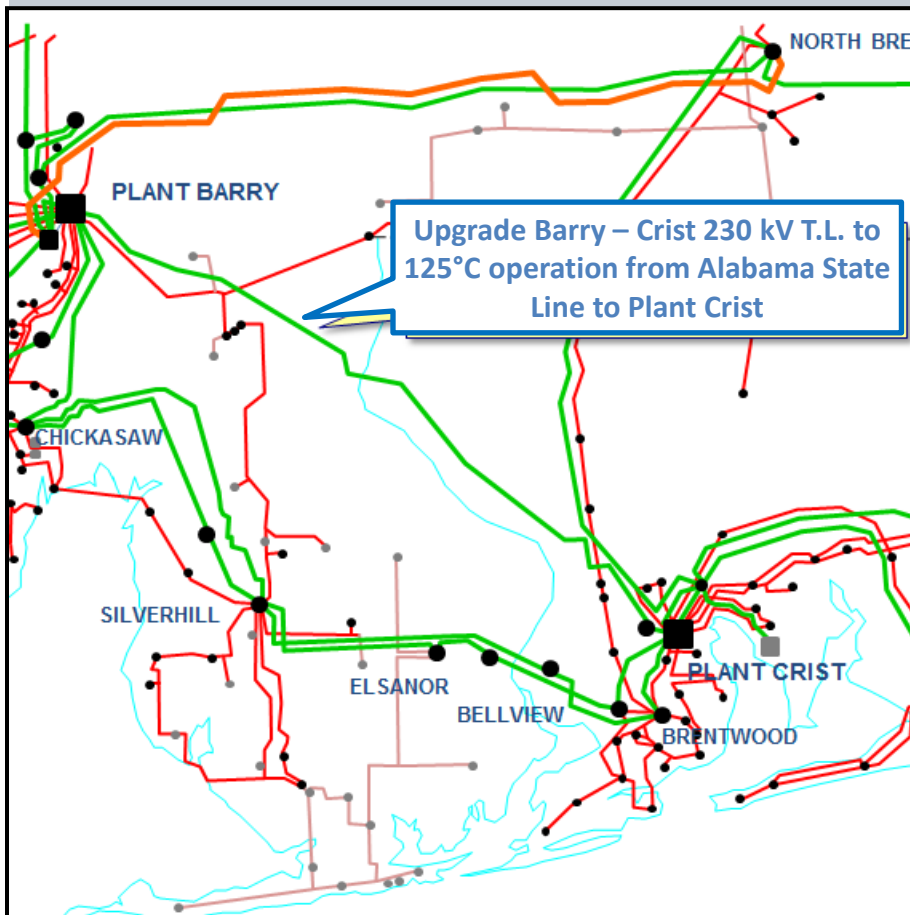 NORTH BRE
PLANT BARRY
Upgrade Barry – Crist 230 kV T.L. to
125°C operation from Alabama State
Line to Plant Crist
CHICKASAW
SILVERHILL
ELSANOR
PLANT CRIST
BELLVIEW
BRENTWOOD